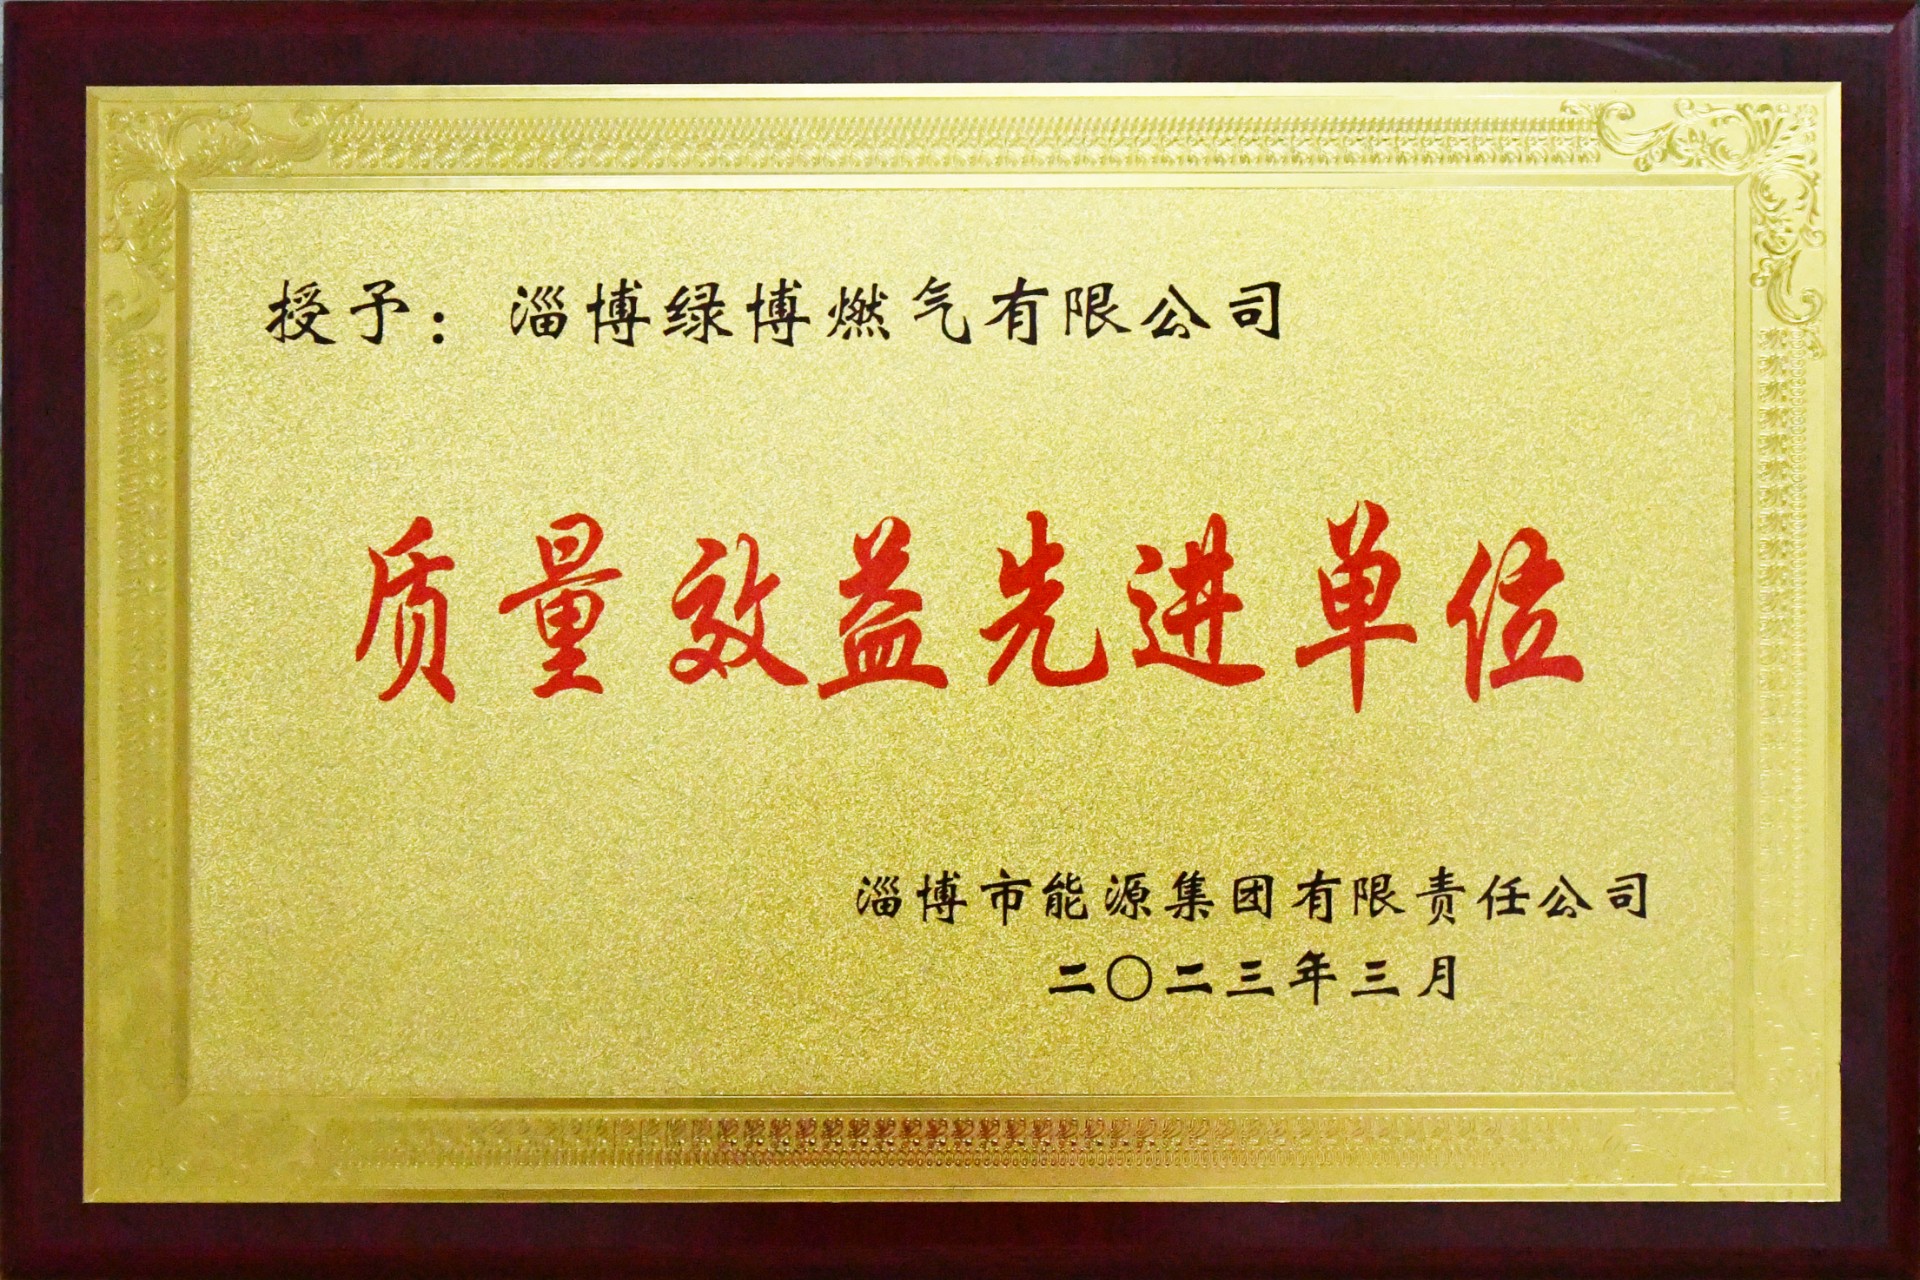 授予：淄博绿博燃气有限公司
质量效益先进单位
淄博市能源集团有限责任公司
二〇二三年三月